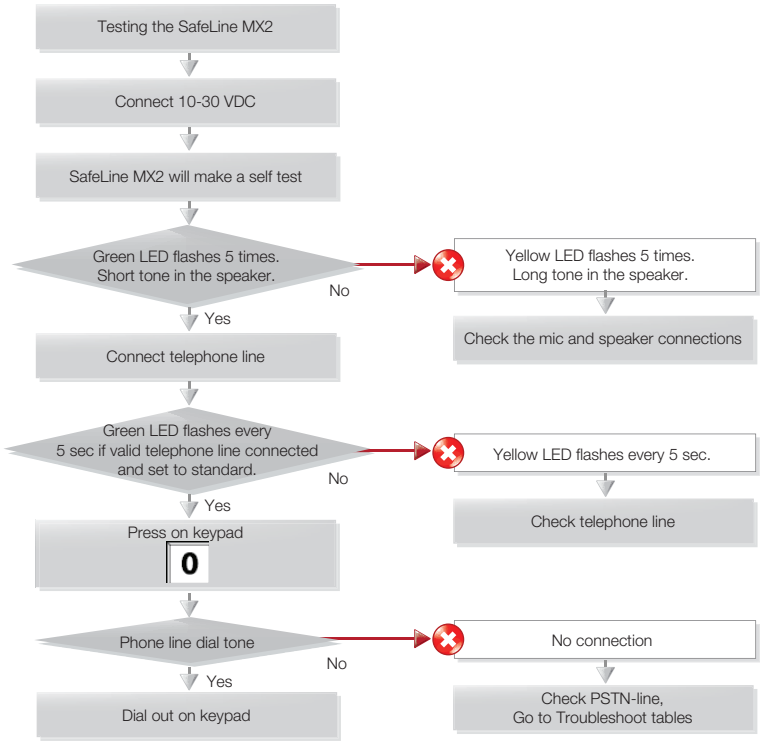 Testing the SafeLine MX2
Connect 10-30 VDC
SafeLine MX2 will make a self test
Green LED flashes 5 times.
Short tone in the speaker.
No
Yellow LED flashes 5 times.
Long tone in the speaker.
Check the mic and speaker connections
Yes
Connect telephone line
Green LED flashes every
5 sec if valid telephone line connected
and set to standard.
No
Yellow LED flashes every 5 sec.
Check telephone line
Yes
Press on keypad
0
Phone line dial tone
No
No connection
Check PSTN-line,
Go to Troubleshoot tables
Yes
Dial out on keypad